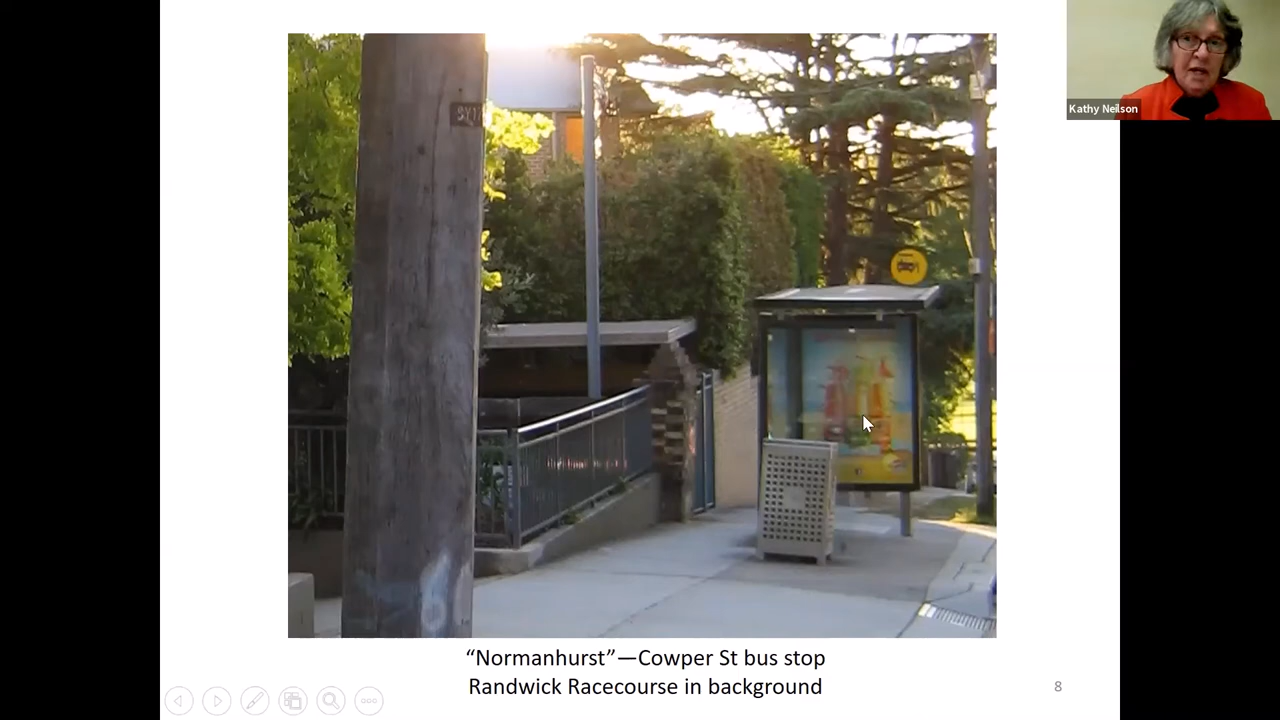 Kathy Neilson
“Normanhurst”—Cowper St bus stop
Randwick Racecourse in background
8